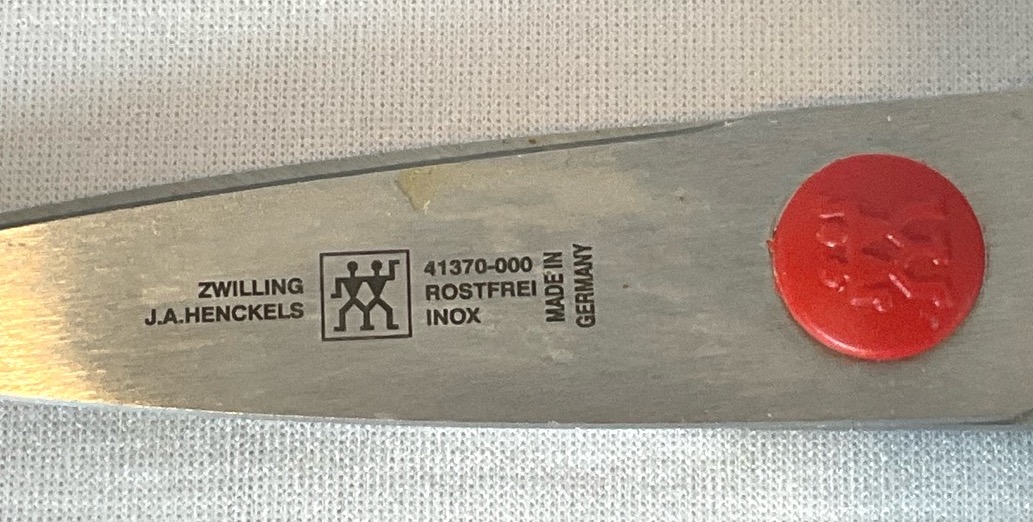 ZWILLING
J.A.HENCKELS
41370-000
ROSTFREI
INOX
MADE IN
GERMANY